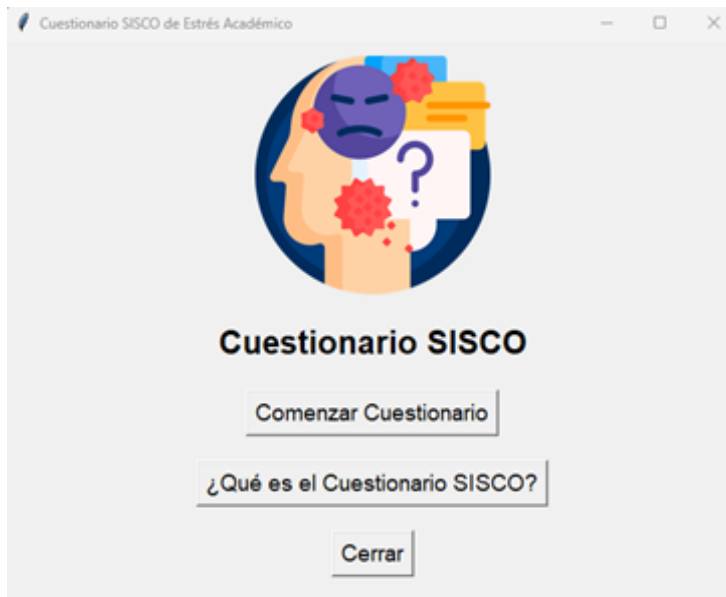 Cuestionario SISCO de Estrés Académico
?
Cuestionario SISCO
Comenzar Cuestionario
¿Qué es el Cuestionario SISCO?
Cerrar